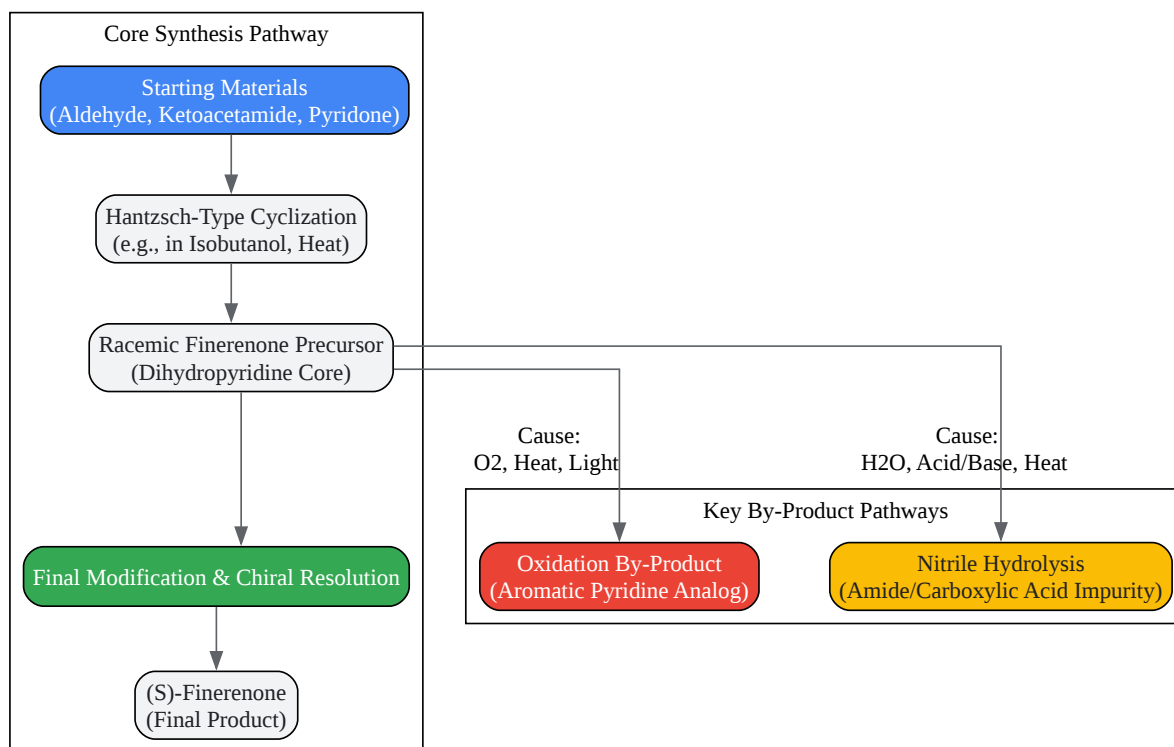 Core Synthesis Pathway
Starting Materials
(Aldehyde, Ketoacetamide, Pyridone)
Hantzsch-Type Cyclization
(e.g., in Isobutanol, Heat)
Racemic Finerenone Precursor
(Dihydropyridine Core)
Cause:
O2, Heat, Light
Cause:
H2O, Acid/Base, Heat
Key By-Product Pathways
Oxidation By-Product
(Aromatic Pyridine Analog)
Nitrile Hydrolysis
(Amide/Carboxylic Acid Impurity)
Final Modification & Chiral Resolution
(S)-Finerenone
(Final Product)